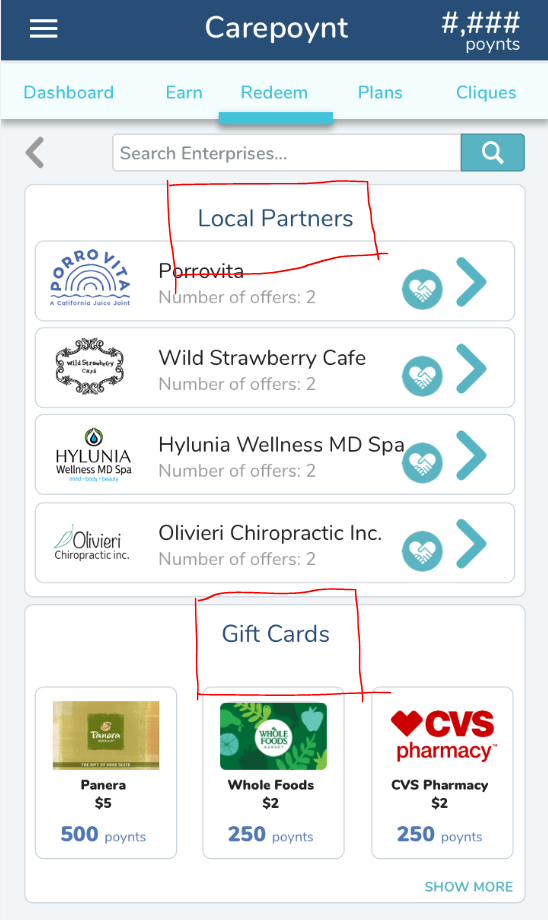 Carepoynt
#,###
poynts
Dashboard Earn Redeem Plans Cliques
Search Enterprises...
Local Partners
PORROVITA
A California Juice Joint
Porrovita
Number of offers: 2
Wild Strawberry
Café
Wild Strawberry Cafe
Number of offers: 2
HYLUNIA
Wellness MD Spa
mind • body • beauty
Hylunia Wellness MD Spa
Number of offers: 2
Olivieri
Chiropractic inc.
Olivieri Chiropractic Inc.
Number of offers: 2
Gift Cards
Panera
BREAD
THE GIFT OF GOOD TASTE
Panera
$5
500 poynts
WHOLE
FOODS
MARKET
Whole Foods
$2
250 poynts
CVS
pharmacy™
CVS Pharmacy
$2
250 poynts
SHOW MORE